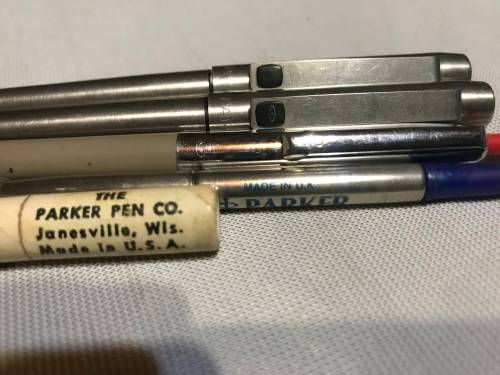 MADE IN U.K
PARKER
THE
PARKER PEN CO.
Janesville, Wis.
Made in U.S.A.